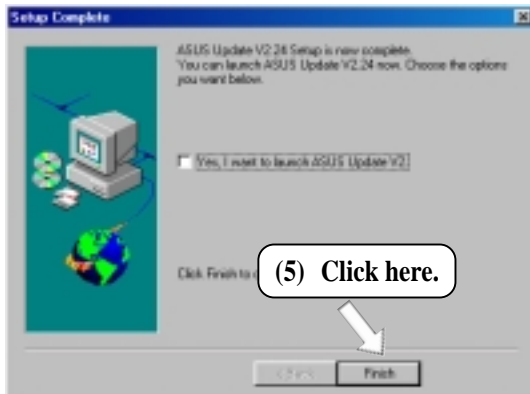 Setup Complete
ASUS Update V2.24 Setup is now complete.
You can launch ASUS Update V2.24 now. Choose the options
you want below.
Yes, I want to launch ASUS Update V2
Click Finish to
(5) Click here.
< Back
Finish